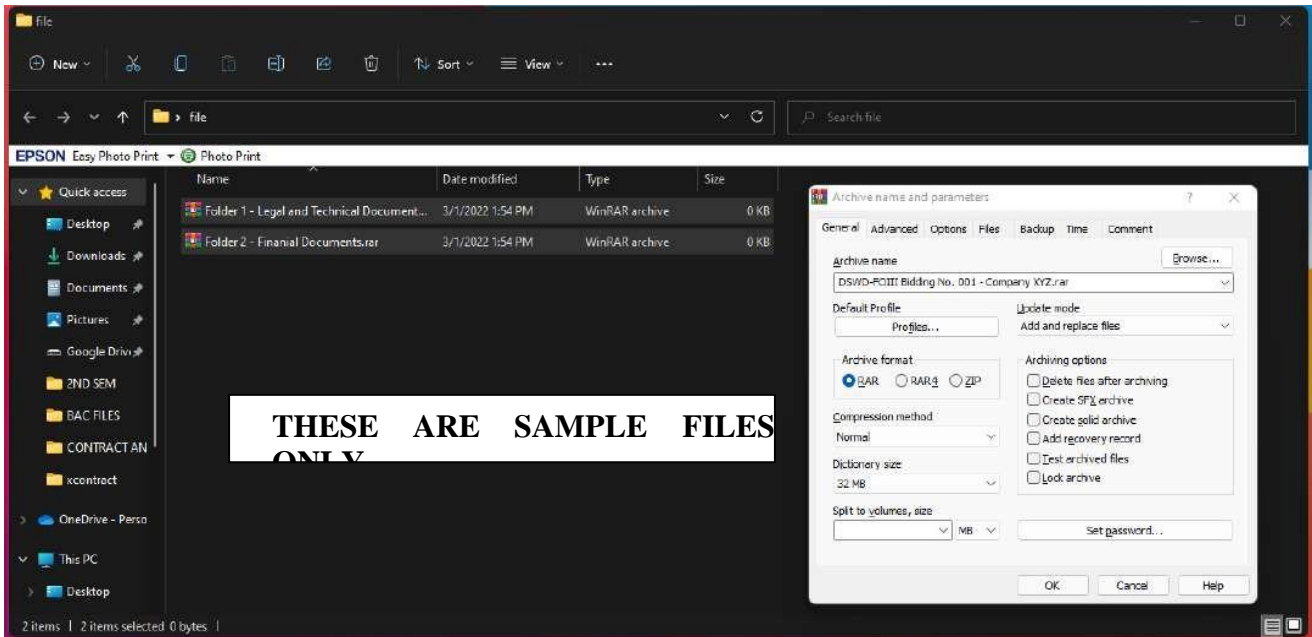 file
New
Sort
View
...
file
Search file
EPSON Easy Photo Print
Photo Print
Name
Date modified
Type
Size
Quick access
Desktop
Downloads
Documents
Pictures
Google Driv
2ND SEM
BAC FILES
CONTRACT AN
xcontract
OneDrive - Perso
This PC
Desktop
Folder 1 - Legal and Technical Document... 3/1/2022 1:54 PM WinRAR archive 0 KB
Folder 2 - Finanial Documents.rar 3/1/2022 1:54 PM WinRAR archive 0 KB
THESE ARE SAMPLE FILES
ONLY
Archive name and parameters
? ×
General Advanced Options Files Backup Time Comment
Archive name
Browse...
DSWD-FOIII Bidding No. 001 - Company XYZ.rar
Default Profile
Profiles...
Update mode
Add and replace files
Archive format
RAR RAR4 ZIP
Compression method
Normal
Dictionary size
32 MB
Split to volumes, size
MB
Archiving options
Delete files after archiving
Create SFX archive
Create solid archive
Add recovery record
Test archived files
Lock archive
Set password...
OK Cancel Help
2 items | 2 items selected 0 bytes |